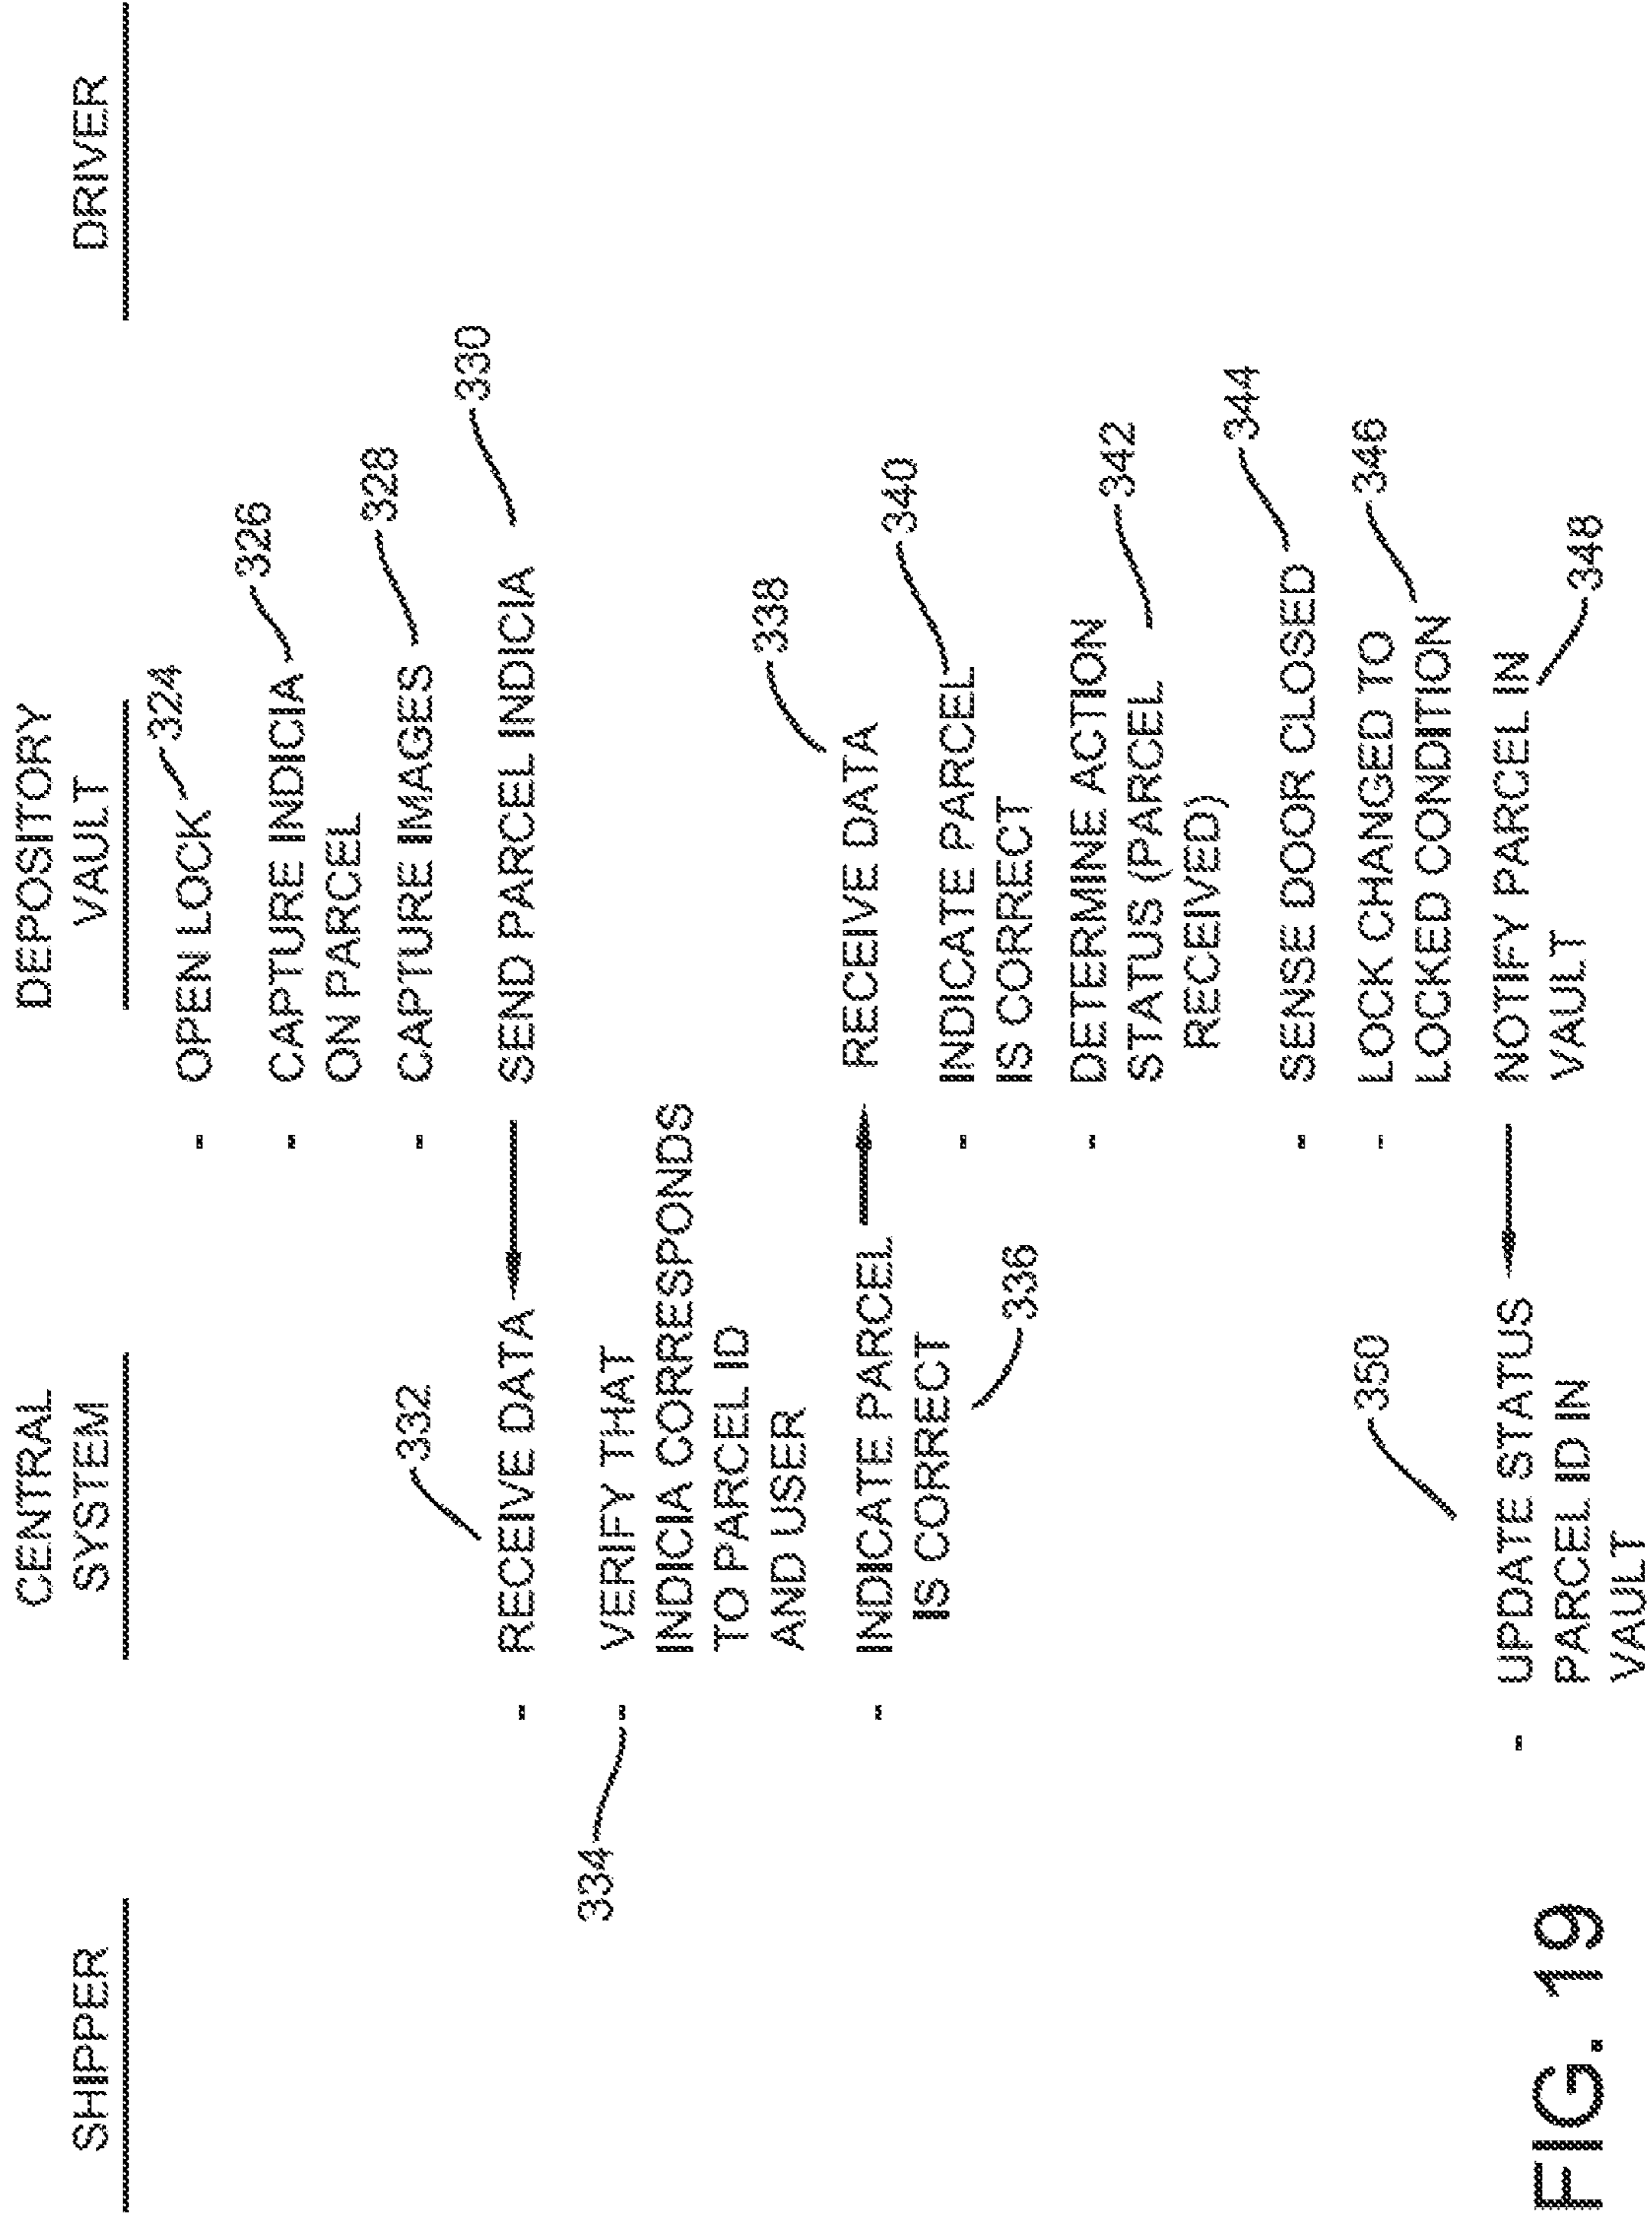 SHIPPER
CENTRAL
SYSTEM
DEPOSITORY
VAULT
DRIVER
OPEN LOCK 324
CAPTURE INDICIA 326
ON PARCEL
CAPTURE IMAGES 328
332
RECEIVE DATA
SEND PARCEL INDICIA 330
334
VERIFY THAT
INDICIA CORRESPONDS
TO PARCEL ID
AND USER
INDICATE PARCEL
IS CORRECT
336
RECEIVE DATA 338
INDICATE PARCEL 340
IS CORRECT
DETERMINE ACTION
STATUS (PARCEL 342
RECEIVED)
SENSE DOOR CLOSED 344
LOCK CHANGED TO
LOCKED CONDITION 346
NOTIFY PARCEL IN
VAULT
348
350
UPDATE STATUS
PARCEL ID IN
VAULT
FIG. 19